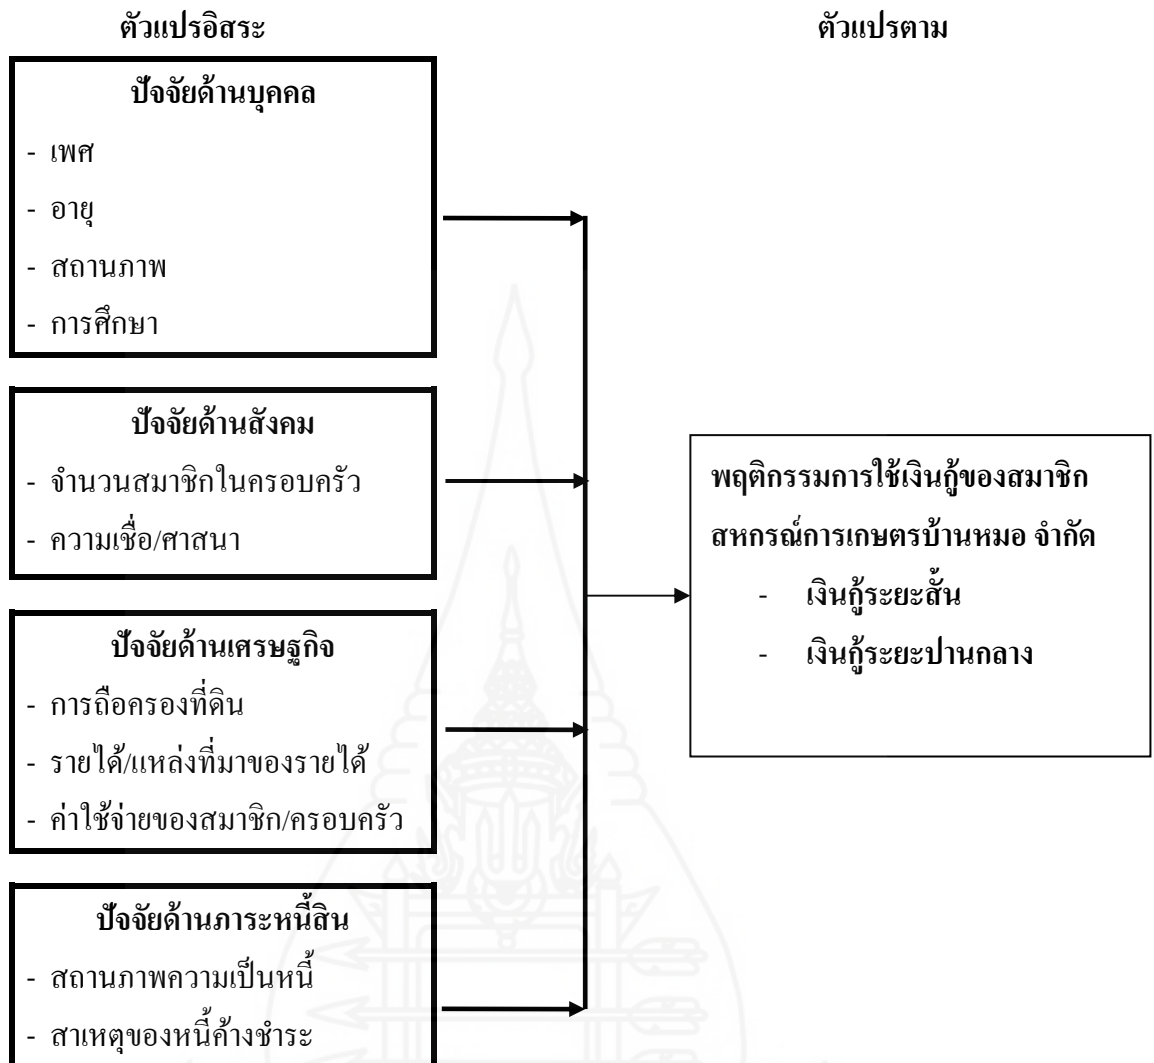 ตัวแปรอิสระ
ตัวแปรตาม
ปัจจัยด้านบุคคล
- เพศ
- อายุ
- สถานภาพ
- การศึกษา
ปัจจัยด้านสังคม
- จำนวนสมาชิกในครอบครัว
- ความเชื่อ/ศาสนา
ปัจจัยด้านเศรษฐกิจ
- การถือครองที่ดิน
- รายได้/แหล่งที่มาของรายได้
- ค่าใช้จ่ายของสมาชิก/ครอบครัว
ปัจจัยด้านภาระหนี้สิน
- สถานภาพความเป็นหนี้
- สาเหตุของหนี้ค้างชำระ
พฤติกรรมการใช้เงินกู้ของสมาชิก
สหกรณ์การเกษตรบ้านหมอ จำกัด
- เงินกู้ระยะสั้น
- เงินกู้ระยะปานกลาง